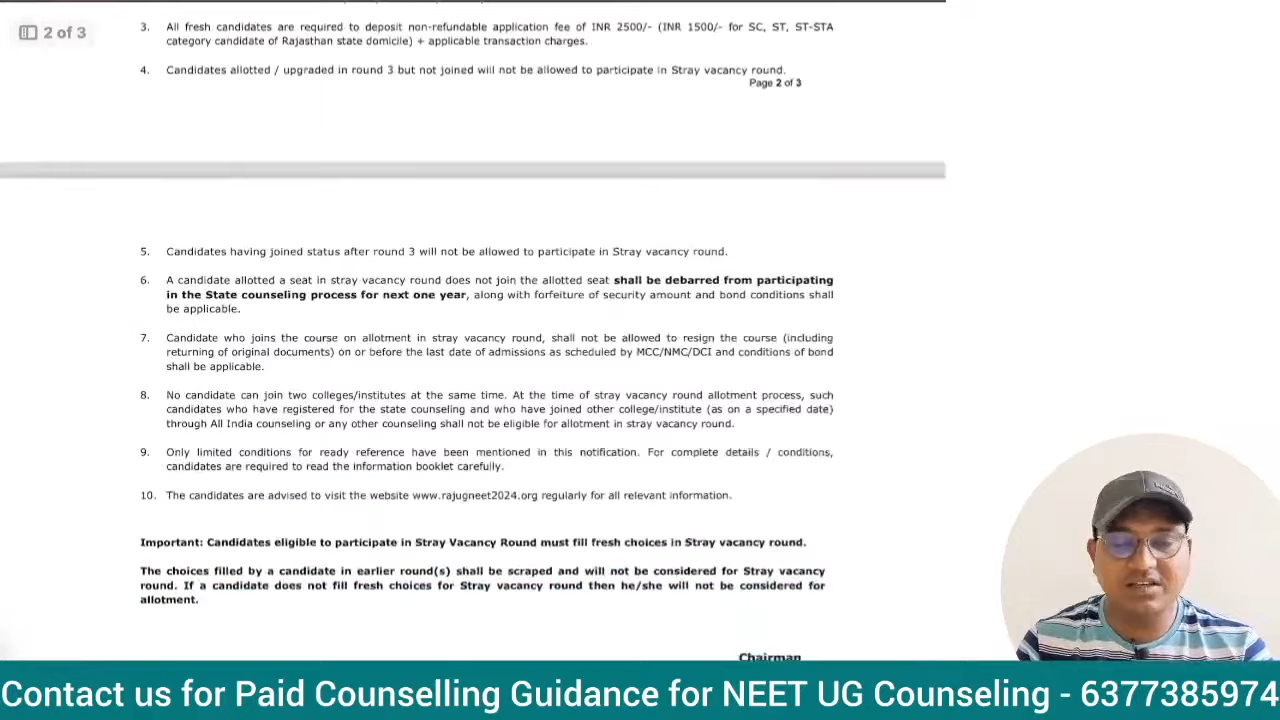 2 of 3
3. All fresh candidates are required to deposit non-refundable application fee of INR 2500/- (INR 1500/- for SC, ST, ST-STA
category candidate of Rajasthan state domicile) + applicable transaction charges.
4. Candidates allotted / upgraded in round 3 but not joined will not be allowed to participate in Stray vacancy round.
Page 2 of 3
5. Candidates having joined status after round 3 will not be allowed to participate in Stray vacancy round.
6. A candidate allotted a seat in stray vacancy round does not join the allotted seat shall be debarred from participating
in the State counseling process for next one year, along with forfeiture of security amount and bond conditions shall
be applicable.
7. Candidate who joins the course on allotment in stray vacancy round, shall not be allowed to resign the course (including
returning of original documents) on or before the last date of admissions as scheduled by MCC/NMC/DCI and conditions of bond
shall be applicable.
8. No candidate can join two colleges/institutes at the same time. At the time of stray vacancy round allotment process, such
candidates who have registered for the state counseling and who have joined other college/institute (as on a specified date)
through All India counseling or any other counseling shall not be eligible for allotment in stray vacancy round.
9. Only limited conditions for ready reference have been mentioned in this notification. For complete details / conditions,
candidates are required to read the information booklet carefully.
10. The candidates are advised to visit the website www.rajugneet2024.org regularly for all relevant information.
Important: Candidates eligible to participate in Stray Vacancy Round must fill fresh choices in Stray vacancy round.
The choices filled by a candidate in earlier round(s) shall be scraped and will not be considered for Stray vacancy
round. If a candidate does not fill fresh choices for Stray vacancy round then he/she will not be considered for
allotment.
Chairman
Contact us for Paid Counselling Guidance for NEET UG Counseling - 6377385974